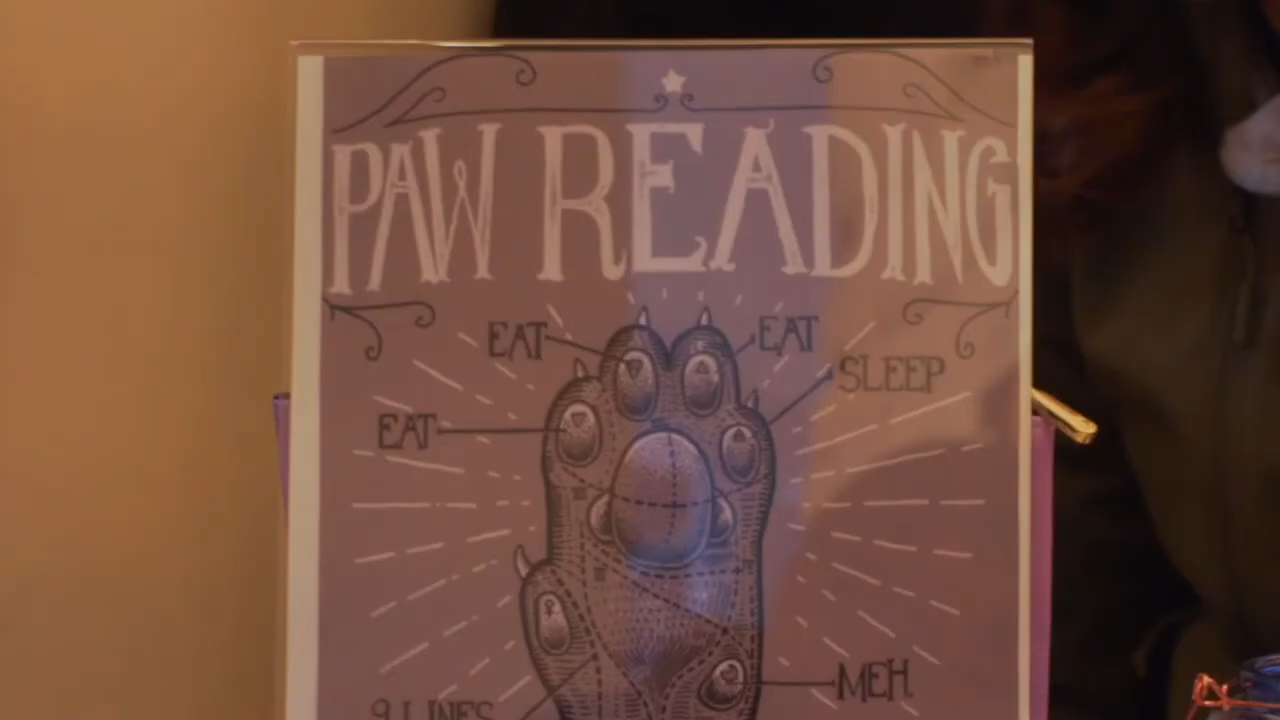 PAW READING
EAT
EAT
SLEEP
EAT
MEH
9 LINES